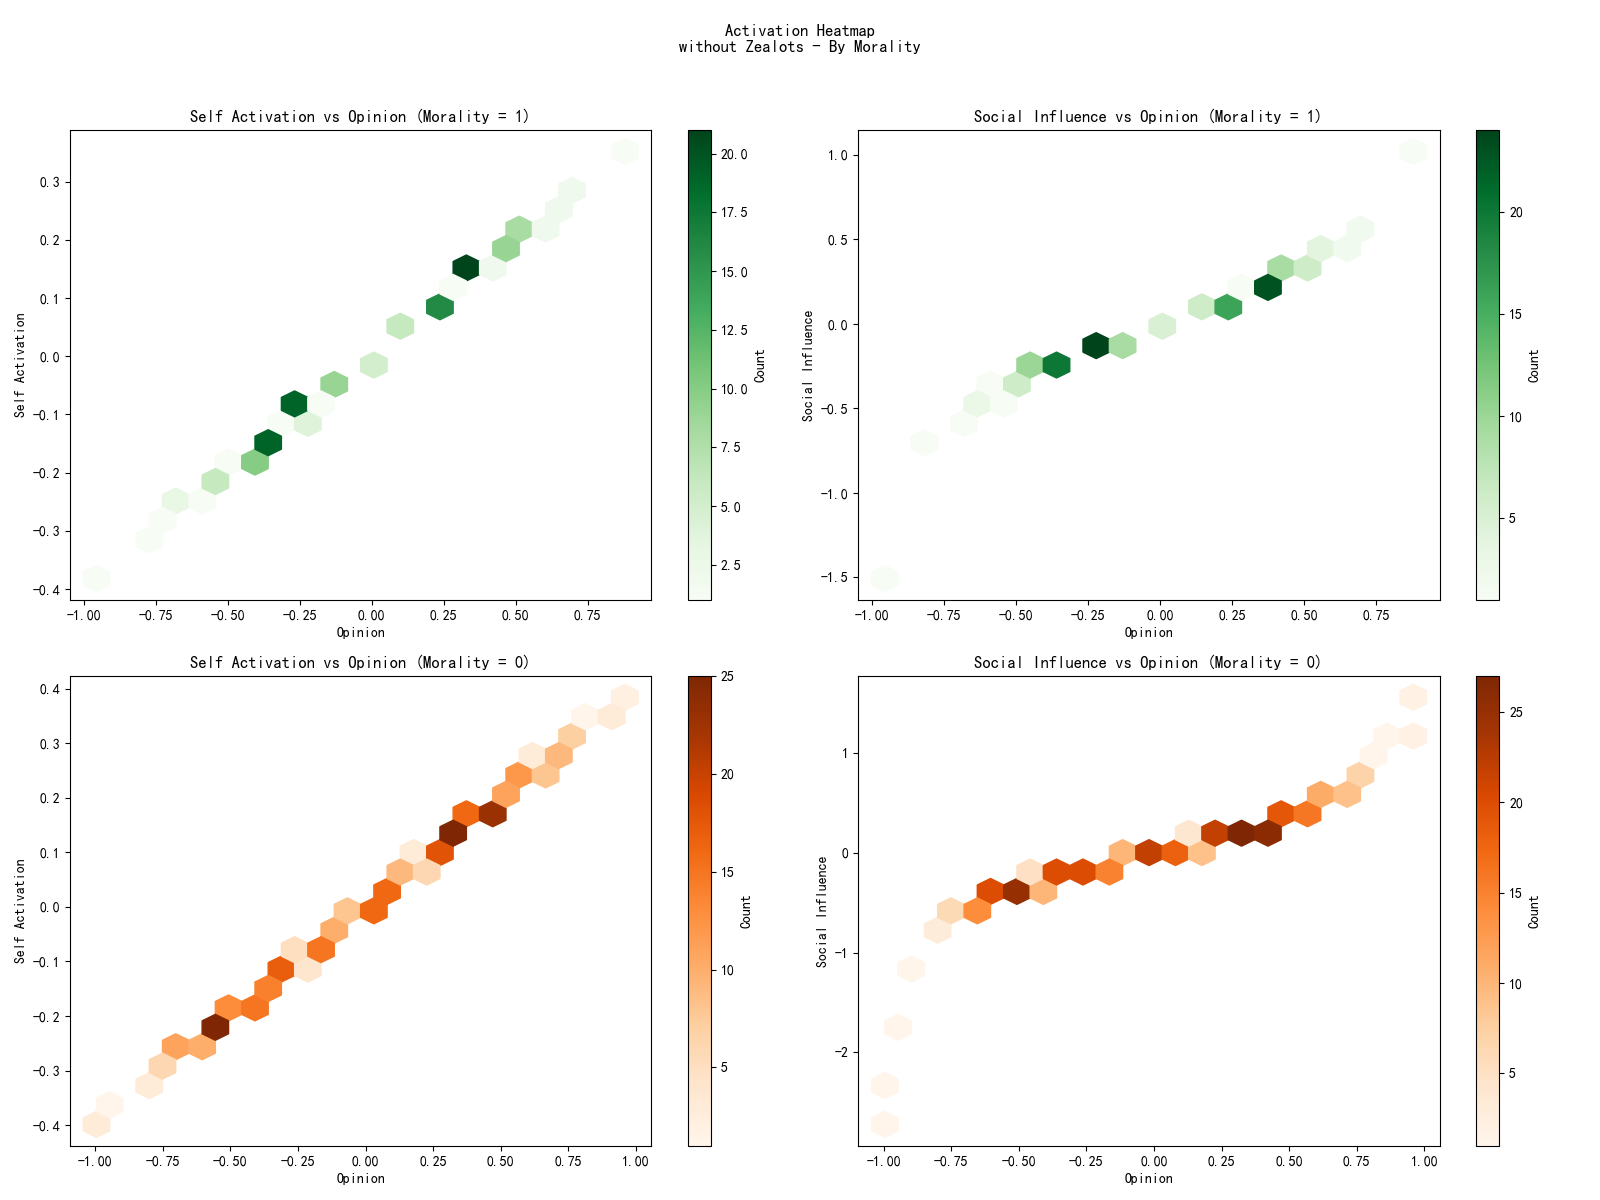 Activation Heatmap
without Zealots - By Morality
Self Activation vs Opinion (Morality = 1)
0.3
0.2
0.1
0.0
-0.1
-0.2
-0.3
-0.4
Self Activation
-1.00 -0.75 -0.50 -0.25 0.00 0.25 0.50 0.75
Opinion
20.0
17.5
15.0
12.5
10.0
7.5
5.0
2.5
Count
Social Influence vs Opinion (Morality = 1)
1.0
0.5
0.0
-0.5
-1.0
-1.5
Social Influence
-1.00 -0.75 -0.50 -0.25 0.00 0.25 0.50 0.75
Opinion
20
15
10
5
Count
Self Activation vs Opinion (Morality = 0)
0.4
0.3
0.2
0.1
0.0
-0.1
-0.2
-0.3
-0.4
Self Activation
-1.00 -0.75 -0.50 -0.25 0.00 0.25 0.50 0.75 1.00
Opinion
25
20
15
10
5
Count
Social Influence vs Opinion (Morality = 0)
1
0
-1
-2
Social Influence
-1.00 -0.75 -0.50 -0.25 0.00 0.25 0.50 0.75 1.00
Opinion
25
20
15
10
5
Count